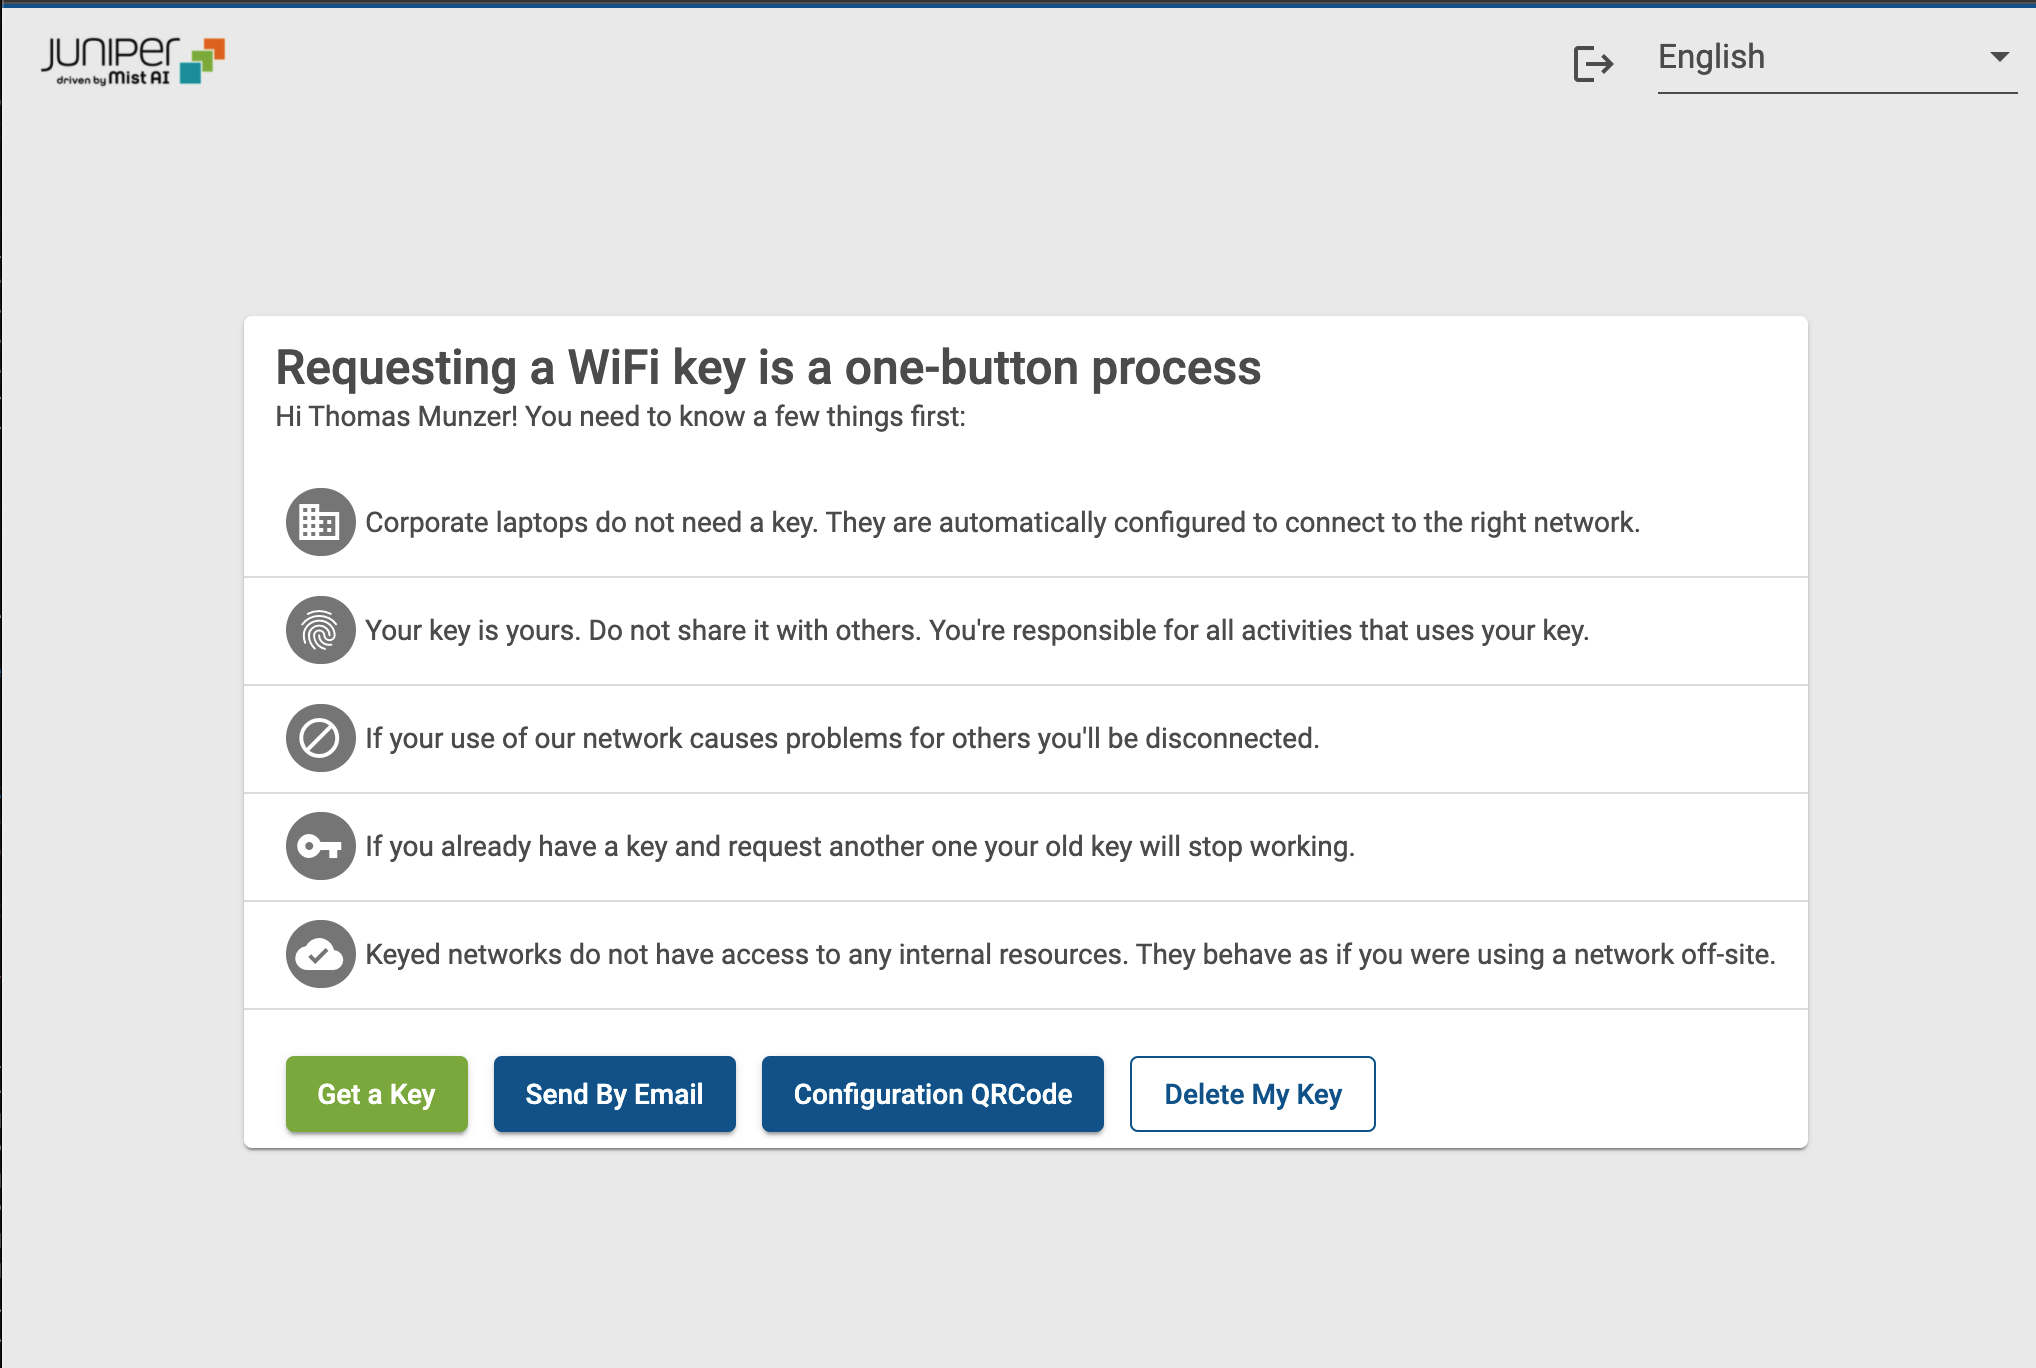 Juniper
driven by Mist AI
English
Requesting a WiFi key is a one-button process
Hi Thomas Munzer! You need to know a few things first:
Corporate laptops do not need a key. They are automatically configured to connect to the right network.
Your key is yours. Do not share it with others. You're responsible for all activities that uses your key.
If your use of our network causes problems for others you'll be disconnected.
If you already have a key and request another one your old key will stop working.
Keyed networks do not have access to any internal resources. They behave as if you were using a network off-site.
Get a Key
Send By Email
Configuration QRCode
Delete My Key